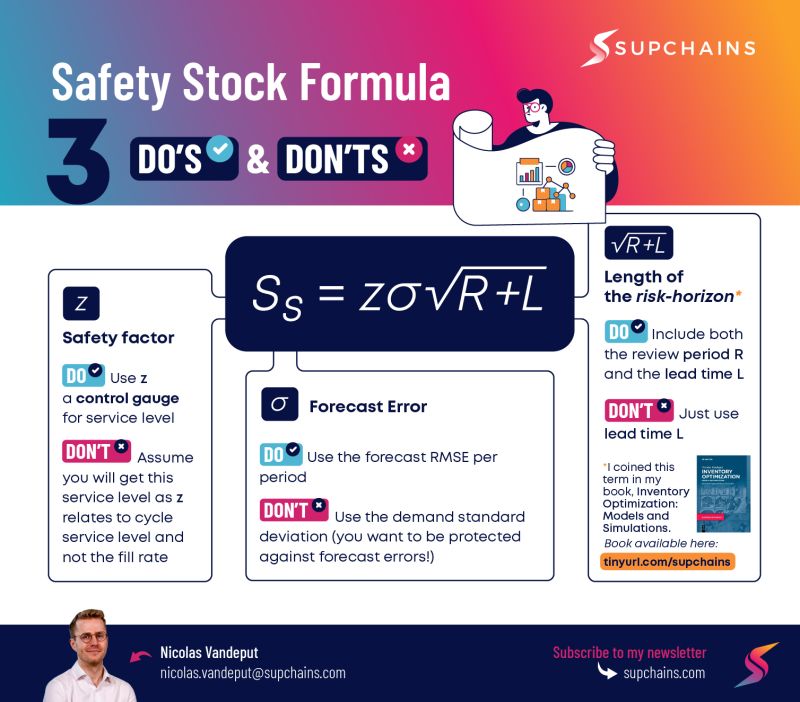 SUPCHAINS
Safety Stock Formula
3 DO'S & DON'TS
S_S = zσ√R+L
z
Safety factor
DO Use z
a control gauge
for service level
DON'T Assume
you will get this
service level as z
relates to cycle
service level and
not the fill rate
σ Forecast Error
DO Use the forecast RMSE per
period
DON'T Use the demand standard
deviation (you want to be protected
against forecast errors!)
√R+L
Length of
the risk-horizon*
DO Include both
the review period R
and the lead time L
DON'T Just use
lead time L
*I coined this
term in my
book, Inventory
Optimization:
Models and
Simulations.
INVENTORY
OPTIMIZATION
Book available here:
tinyurl.com/supchains
Nicolas Vandeput
nicolas.vandeput@supchains.com
Subscribe to my newsletter
supchains.com